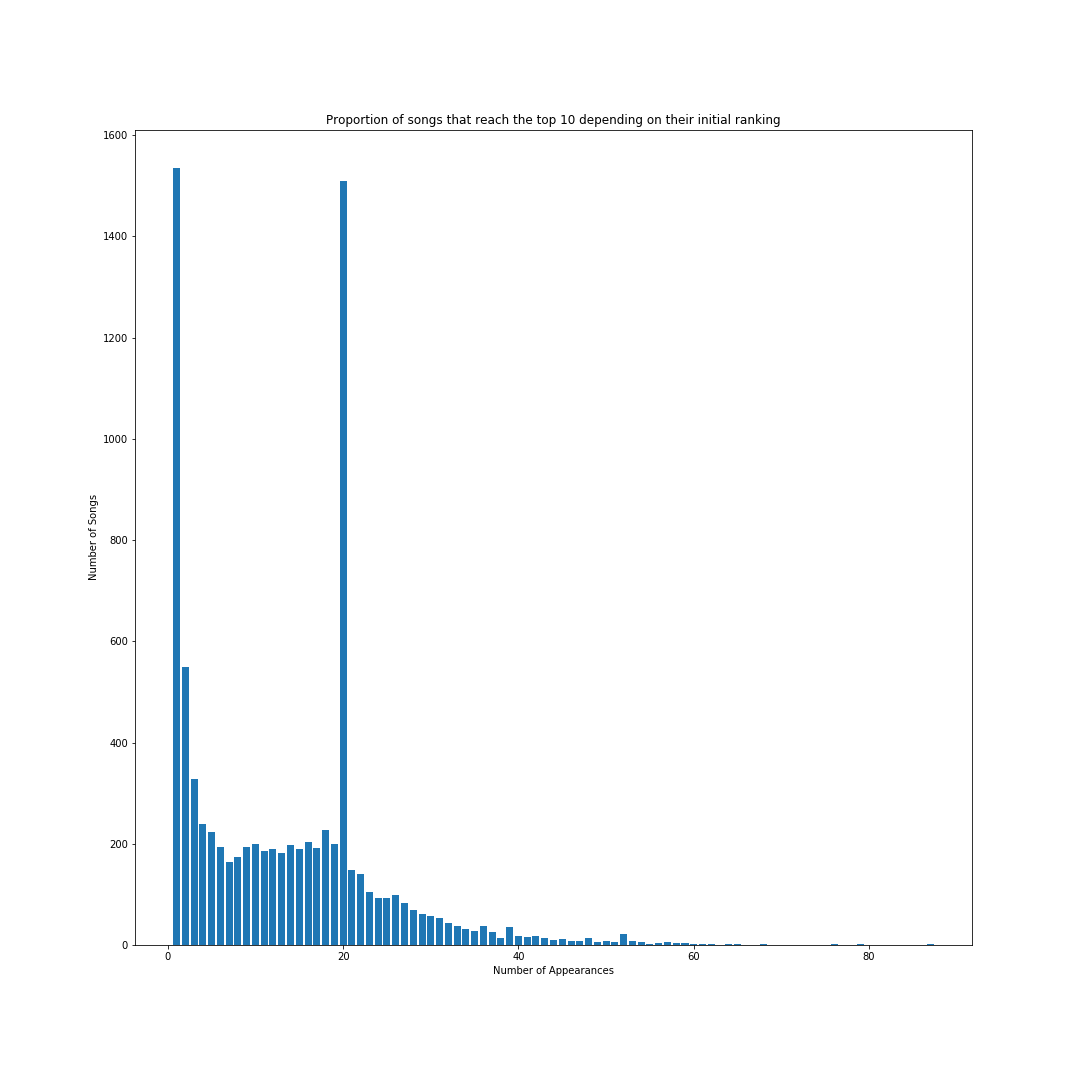 Proportion of songs that reach the top 10 depending on their initial ranking
1600
1400
1200
1000
800
600
400
200
0
Number of Songs
0 20 40 60 80
Number of Appearances